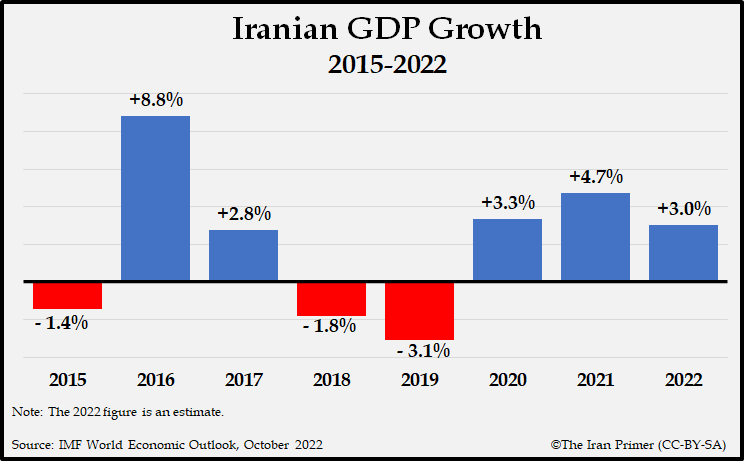 Iranian GDP Growth
2015-2022
+8.8%
+2.8%
+3.3%
+4.7%
+3.0%
- 1.4%
- 1.8%
- 3.1%
2015 2016 2017 2018 2019 2020 2021 2022
Note: The 2022 figure is an estimate.
Source: IMF World Economic Outlook, October 2022 ©The Iran Primer (CC-BY-SA)